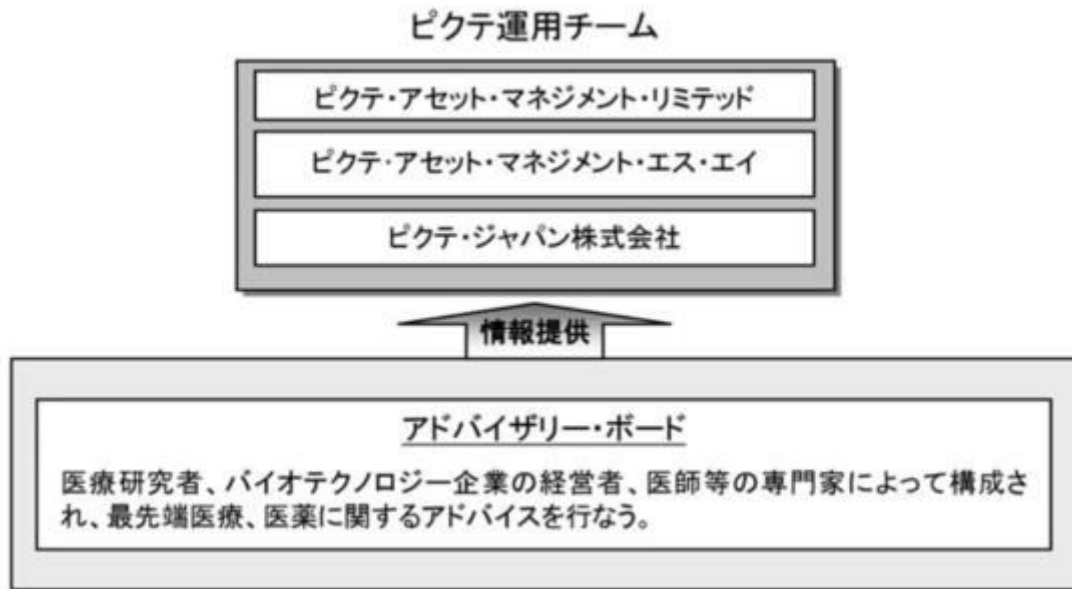 ピクテ運用チーム
ピクテ・アセット・マネジメント・リミテッド
ピクテ・アセット・マネジメント・エス・エイ
ピクテ・ジャパン株式会社
情報提供
アドバイザリー・ボード
医療研究者、バイオテクノロジー企業の経営者、医師等の専門家によって構成さ
れ、最先端医療、医薬に関するアドバイスを行なう。